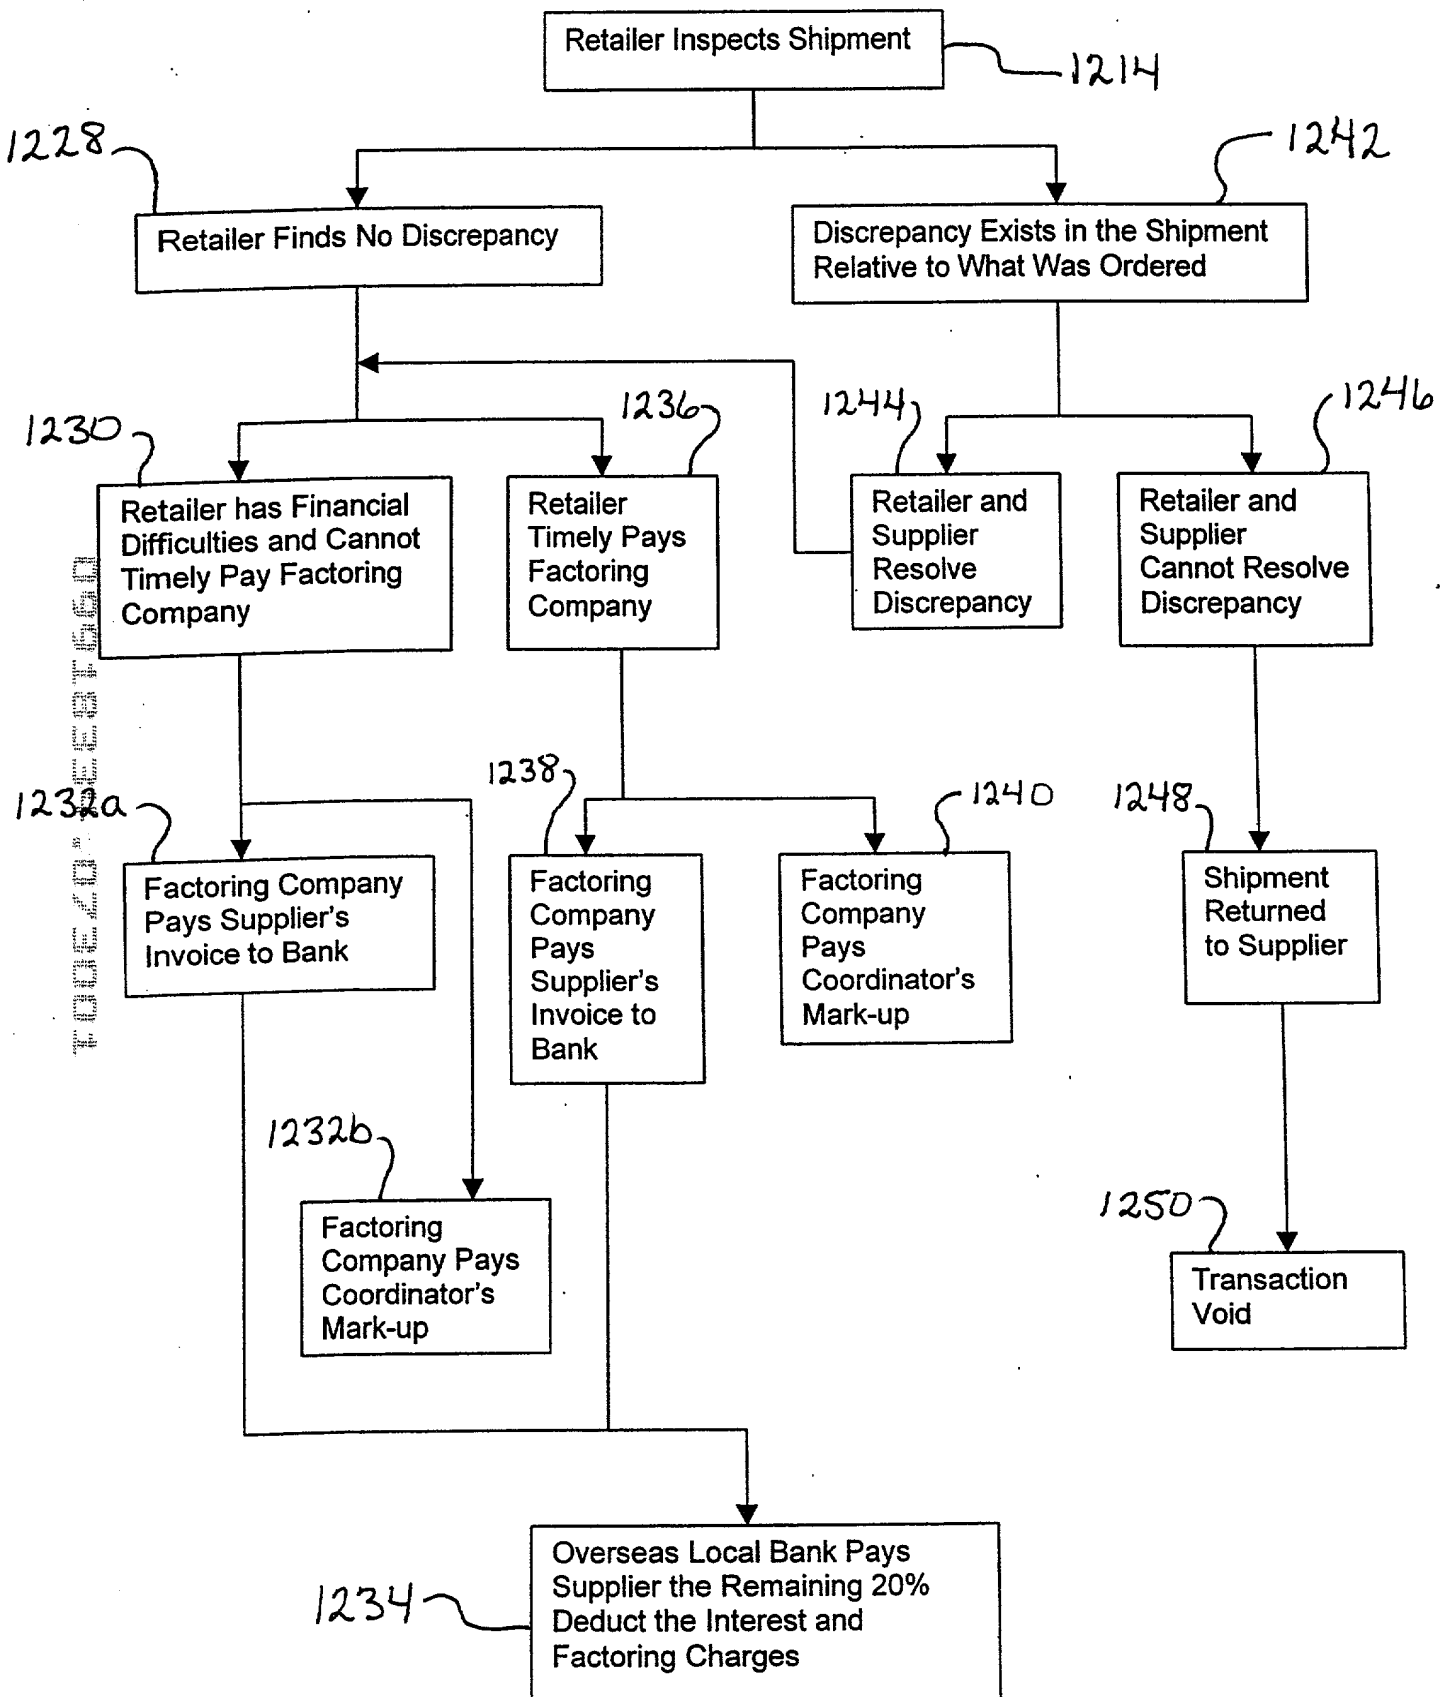 Retailer Inspects Shipment
1214
1228
1242
Retailer Finds No Discrepancy
Discrepancy Exists in the Shipment
Relative to What Was Ordered
1230
1236
1244
1246
Retailer has Financial
Difficulties and Cannot
Timely Pay Factoring
Company
Retailer
Timely Pays
Factoring
Company
Retailer and
Supplier
Resolve
Discrepancy
Retailer and
Supplier
Cannot Resolve
Discrepancy
1232a
1238
1240
1248
Factoring Company
Pays Supplier's
Invoice to Bank
Factoring
Company
Pays
Supplier's
Invoice to
Bank
Factoring
Company
Pays
Coordinator's
Mark-up
Shipment
Returned
to Supplier
1232b
1250
Factoring
Company Pays
Coordinator's
Mark-up
Transaction
Void
1234
Overseas Local Bank Pays
Supplier the Remaining 20%
Deduct the Interest and
Factoring Charges